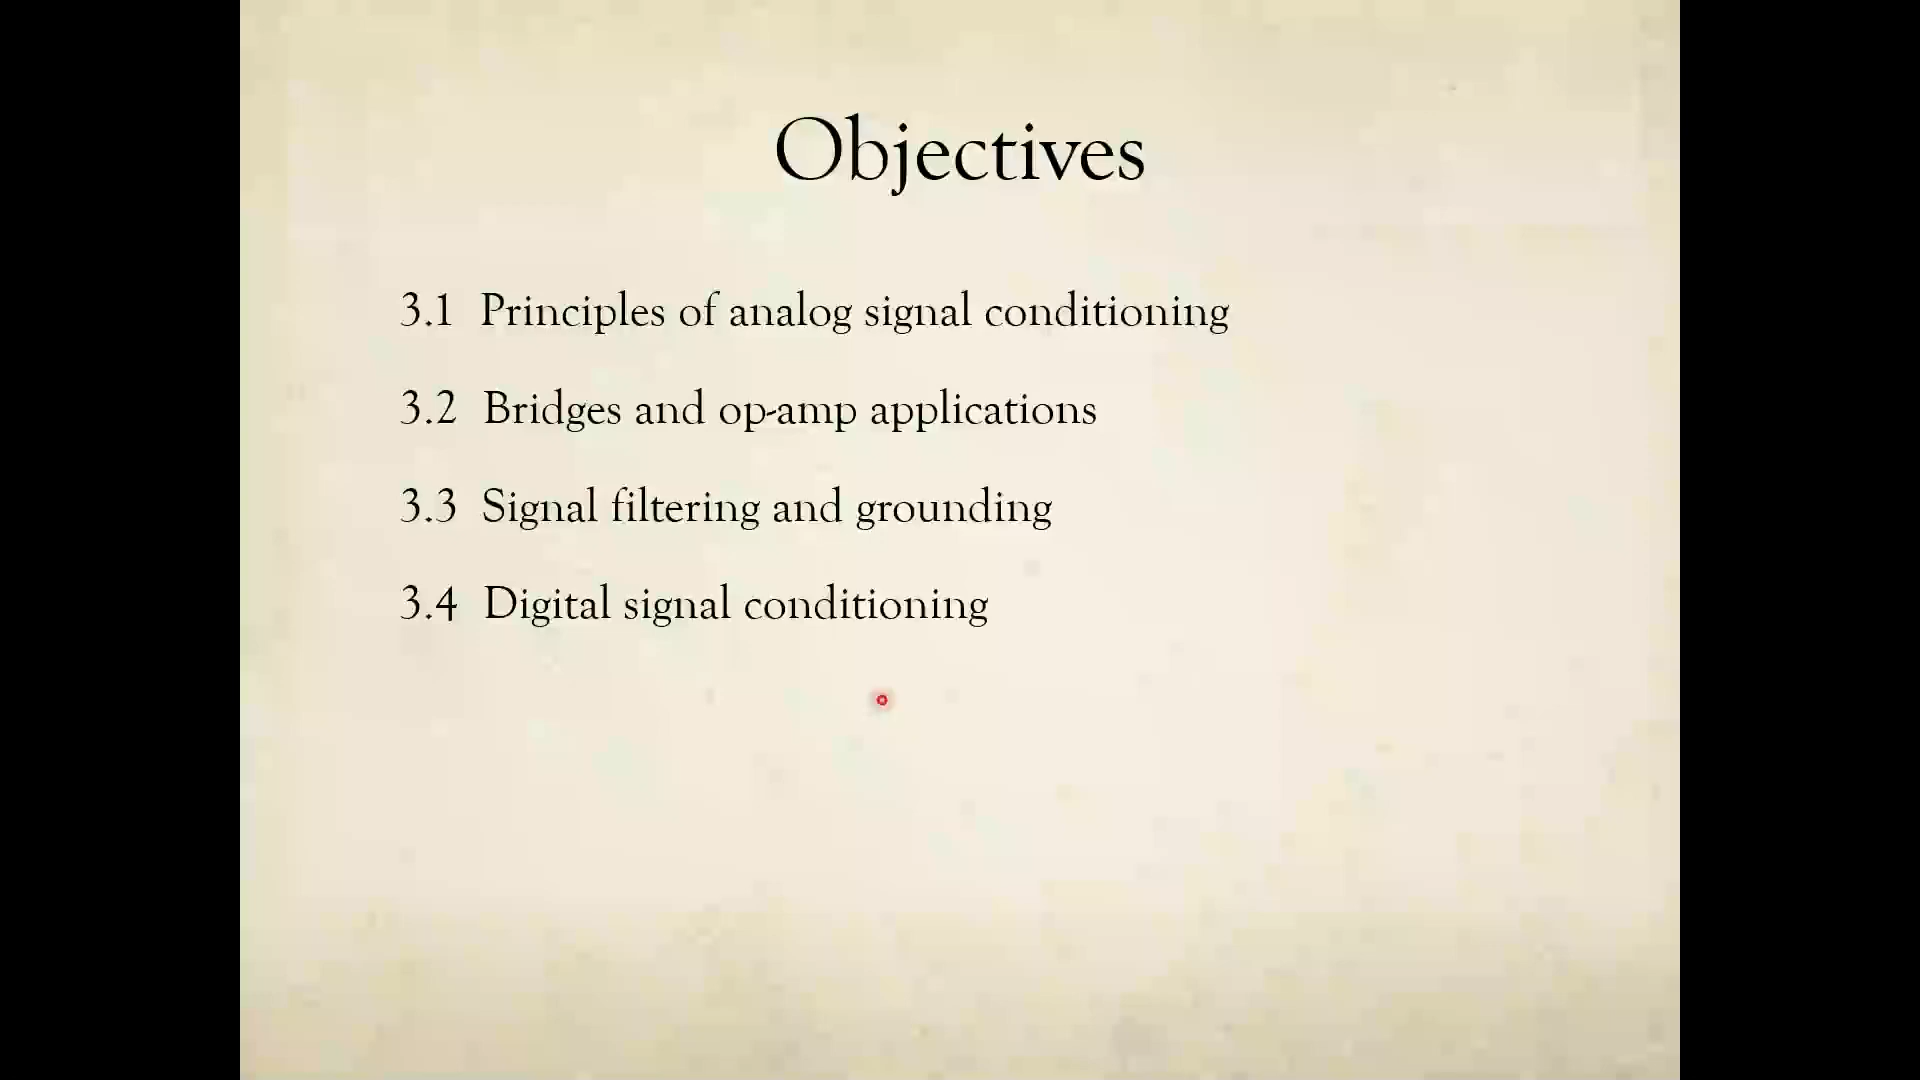 Objectives
3.1 Principles of analog signal conditioning
3.2 Bridges and op-amp applications
3.3 Signal filtering and grounding
3.4 Digital signal conditioning